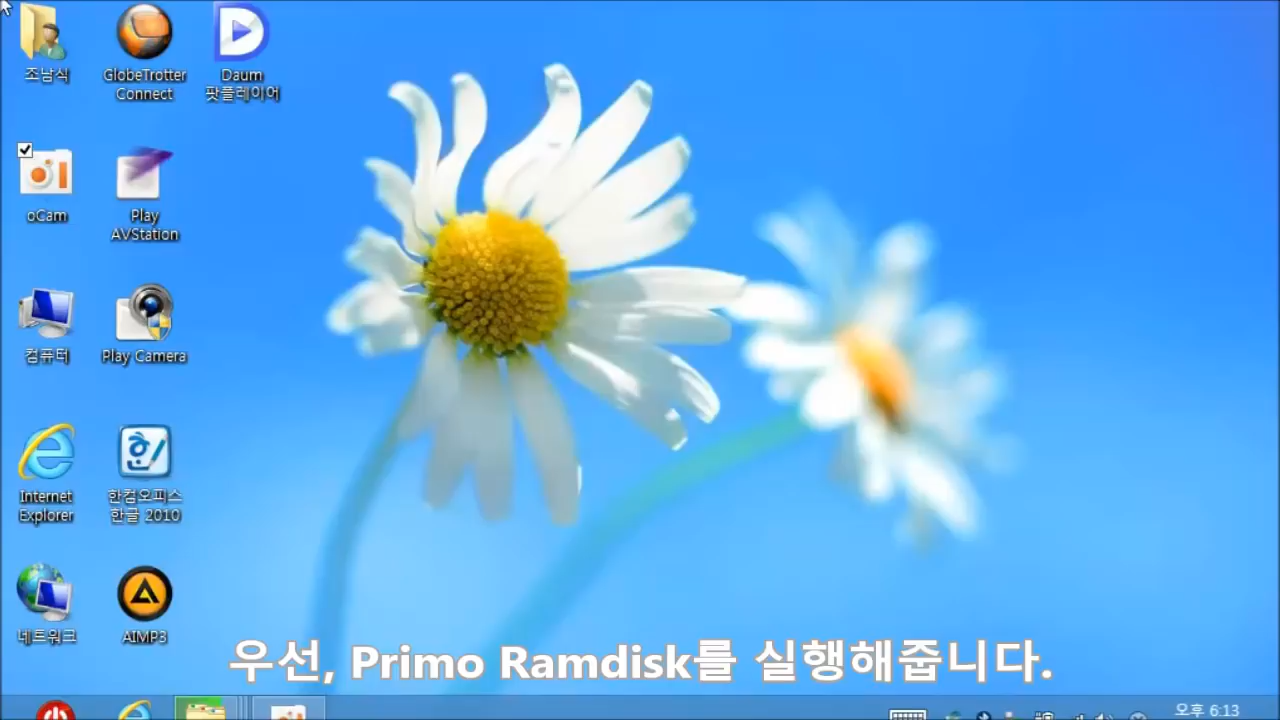 조남식
GlobeTrotter
Connect
Daum
팟플레이어
oCam
Play
AVStation
컴퓨터
Play Camera
Internet
Explorer
한컴오피스
한글 2010
네트워크
AIMP3
우선, Primo Ramdisk를 실행해줍니다.
오후 6:13